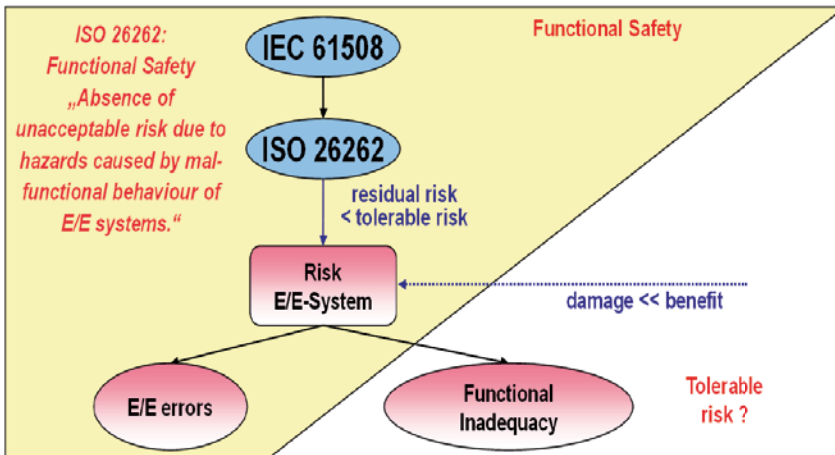 ISO 26262:
Functional Safety
„Absence of
unacceptable risk due to
hazards caused by mal-
functional behaviour of
E/E systems.“
IEC 61508
Functional Safety
ISO 26262
residual risk
< tolerable risk
Risk
E/E-System
damage << benefit
E/E errors
Functional
Inadequacy
Tolerable
risk ?